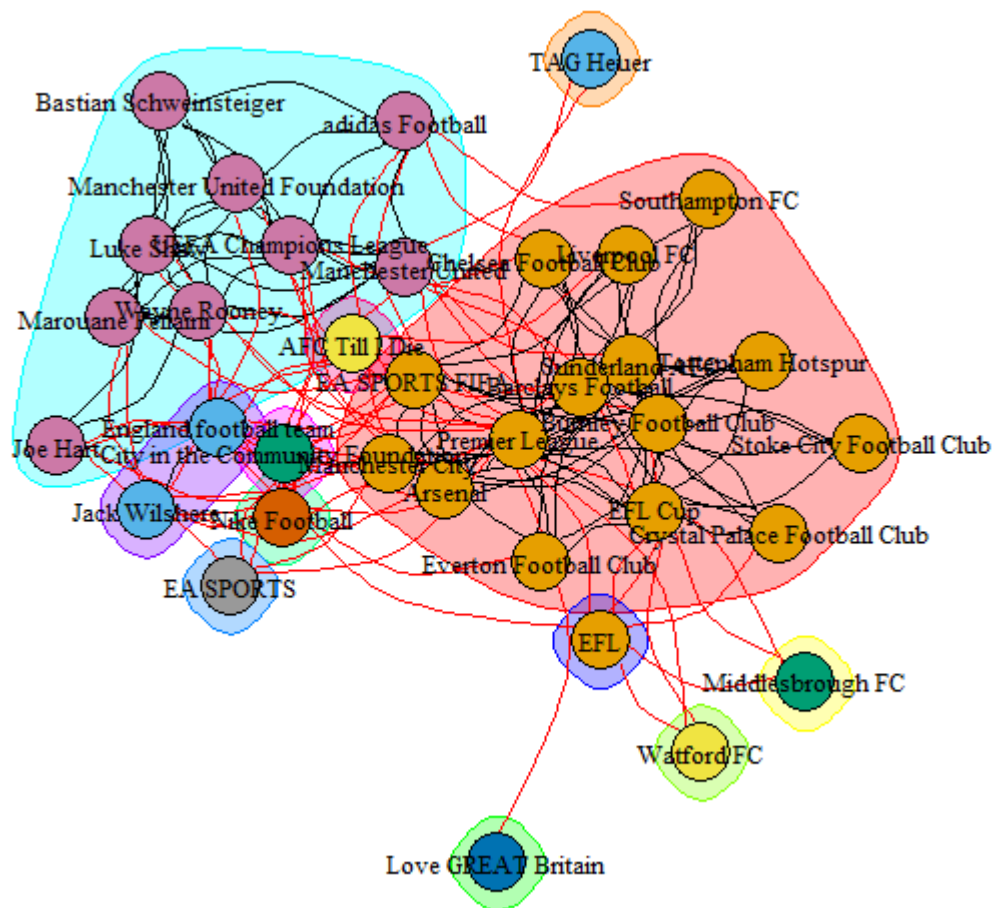 TAG Heuer
Bastian Schweinsteiger
adidas Football
Manchester United Foundation
Southampton FC
Luke Shaw
UEFA Champions League
Liverpool FC
Chelsea Football Club
Manchester United
Marouane Fellaini
Wayne Rooney
AFC Till I Die
Sunderland AFC
Tottenham Hotspur
EA SPORTS FIFA
Barclays Football
Burnley Football Club
England football team
Premier League
Stoke City Football Club
Joe Hart
City in the Community Foundation
Manchester City
Arsenal
Jack Wilshere
Nike Football
EFL Cup
Crystal Palace Football Club
Everton Football Club
EA SPORTS
EFL
Middlesbrough FC
Watford FC
Love GREAT Britain